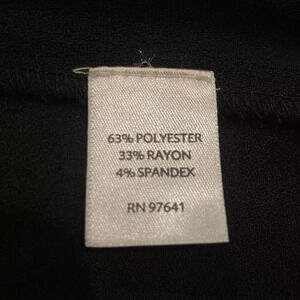 63% POLYESTER
33% RAYON
4% SPANDEX
RN 97641